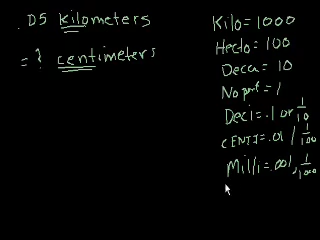 .05 kilometers
= ? centimeters
Kilo = 1000
Hecto = 100
Deca = 10
No pref = 1
Deci = .1 or 1/10
CENTI = .01 / 1/100
Milli = .001, 1/1000